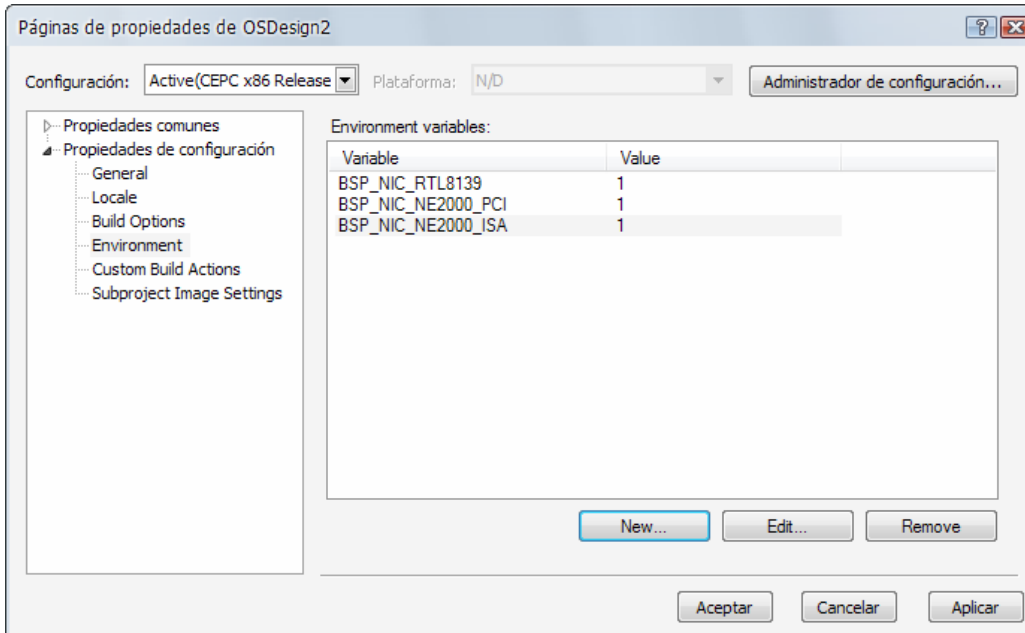 Páginas de propiedades de OSDesign2
Configuración: Active(CEPC x86 Release Plataforma: N/D Administrador de configuración...
Propiedades comunes
Propiedades de configuración
General
Locale
Build Options
Environment
Custom Build Actions
Subproject Image Settings
Environment variables:
Variable Value
BSP_NIC_RTL8139 1
BSP_NIC_NE2000_PCI 1
BSP_NIC_NE2000_ISA 1
New... Edit... Remove
Aceptar Cancelar Aplicar